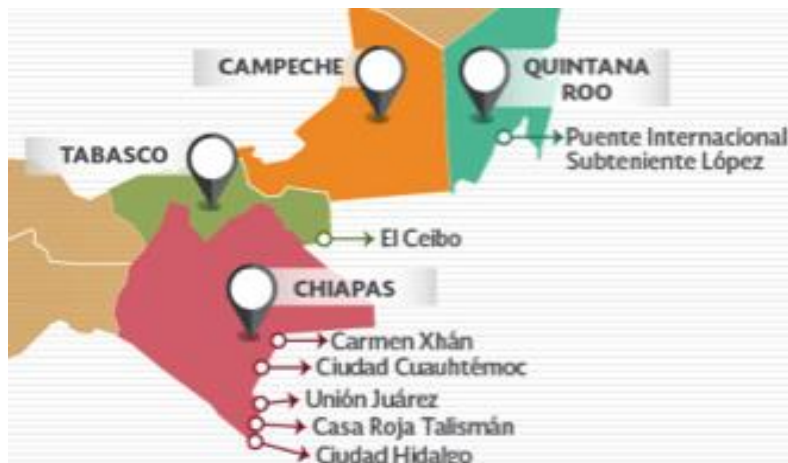 CAMPECHE
QUINTANA
ROO
Puente Internacional
Subteniente López
TABASCO
El Ceibo
CHIAPAS
Carmen Xhán
Ciudad Cuauhtémoc
Unión Juárez
Casa Roja Talismán
Ciudad Hidalgo